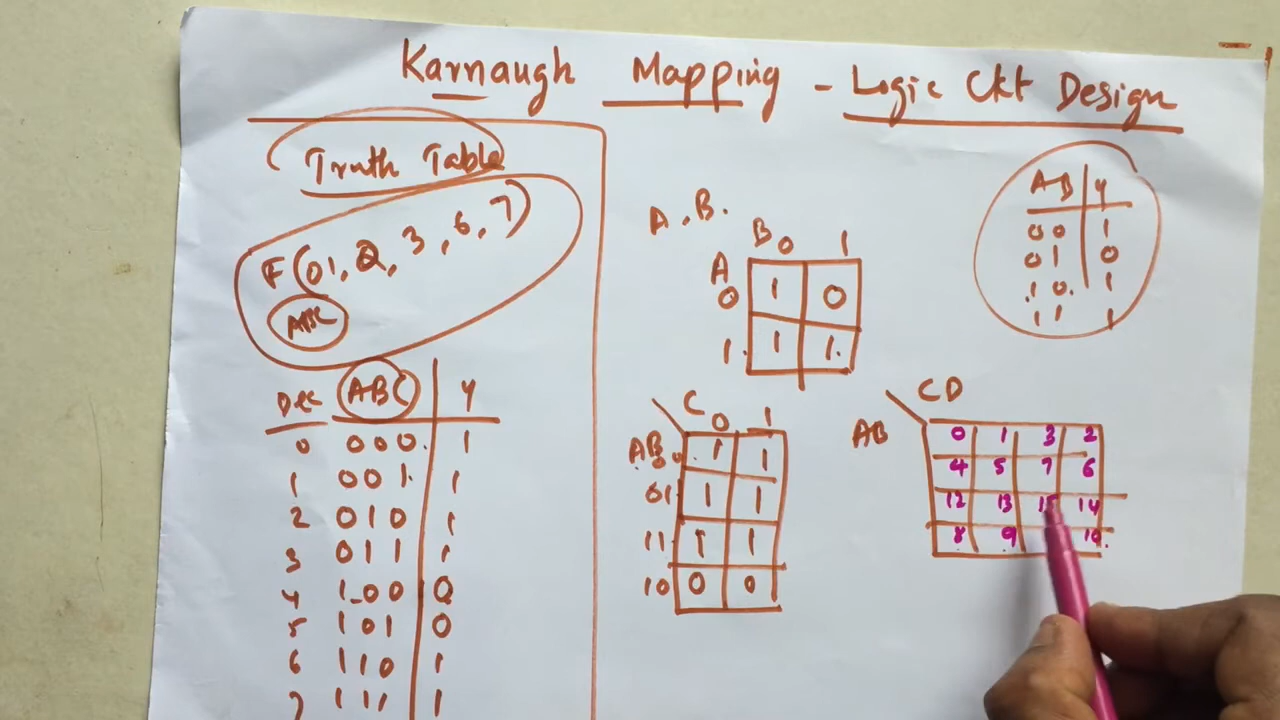 Karnaugh Mapping - Logic Ckt Design
Truth Table
F(01, 2, 3, 6, 7)
ABC
Dec ABC Y
0 000. 1
1 001. 1
2 010 1
3 011 1
4 1 00 0
5 101 0
6 110 1
7 111 1
A, B.
B 0 1
A
0 1 0
1. 1 1.
A B Y
00 1
01 0
10. 1
11 1
C 0 1
AB
00. 1 1
01. 1 1
11. 1 1
10 0 0
CD
AB
0 1 3 2
4 5 7 6
12 13 15 14
8 9 10.